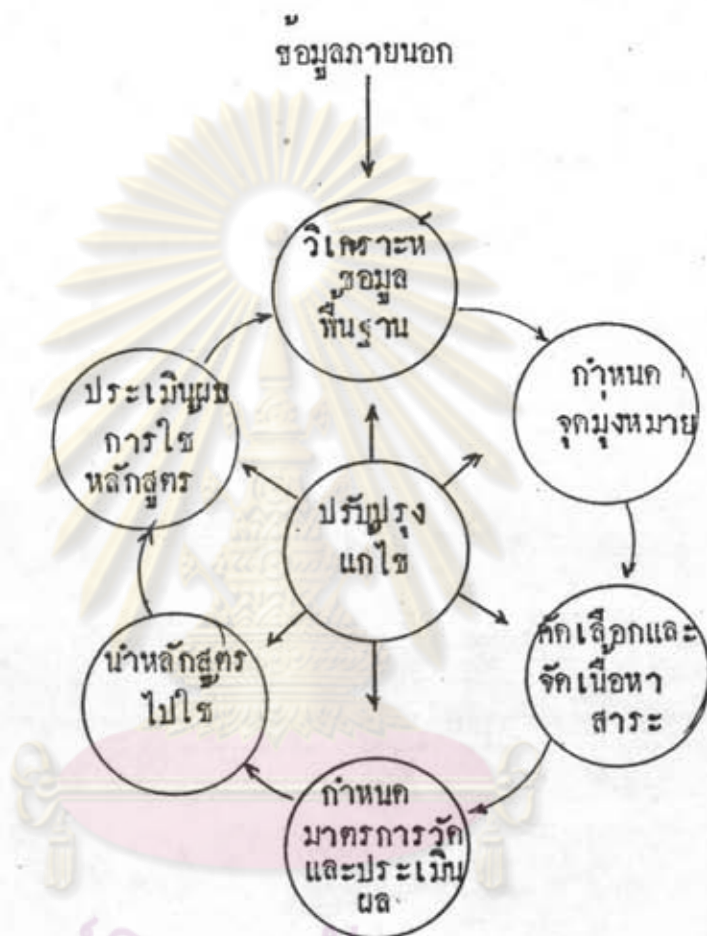 ข้อมูลภายนอก
วิเคราะห์
ข้อมูล
พื้นฐาน
กำหนด
จุดมุ่งหมาย
คัดเลือกและ
จัดเนื้อหา
สาระ
กำหนด
มาตรการวัด
และประเมิน
ผล
นำหลักสูตร
ไปใช้
ประเมินผล
การใช้
หลักสูตร
ปรับปรุง
แก้ไข